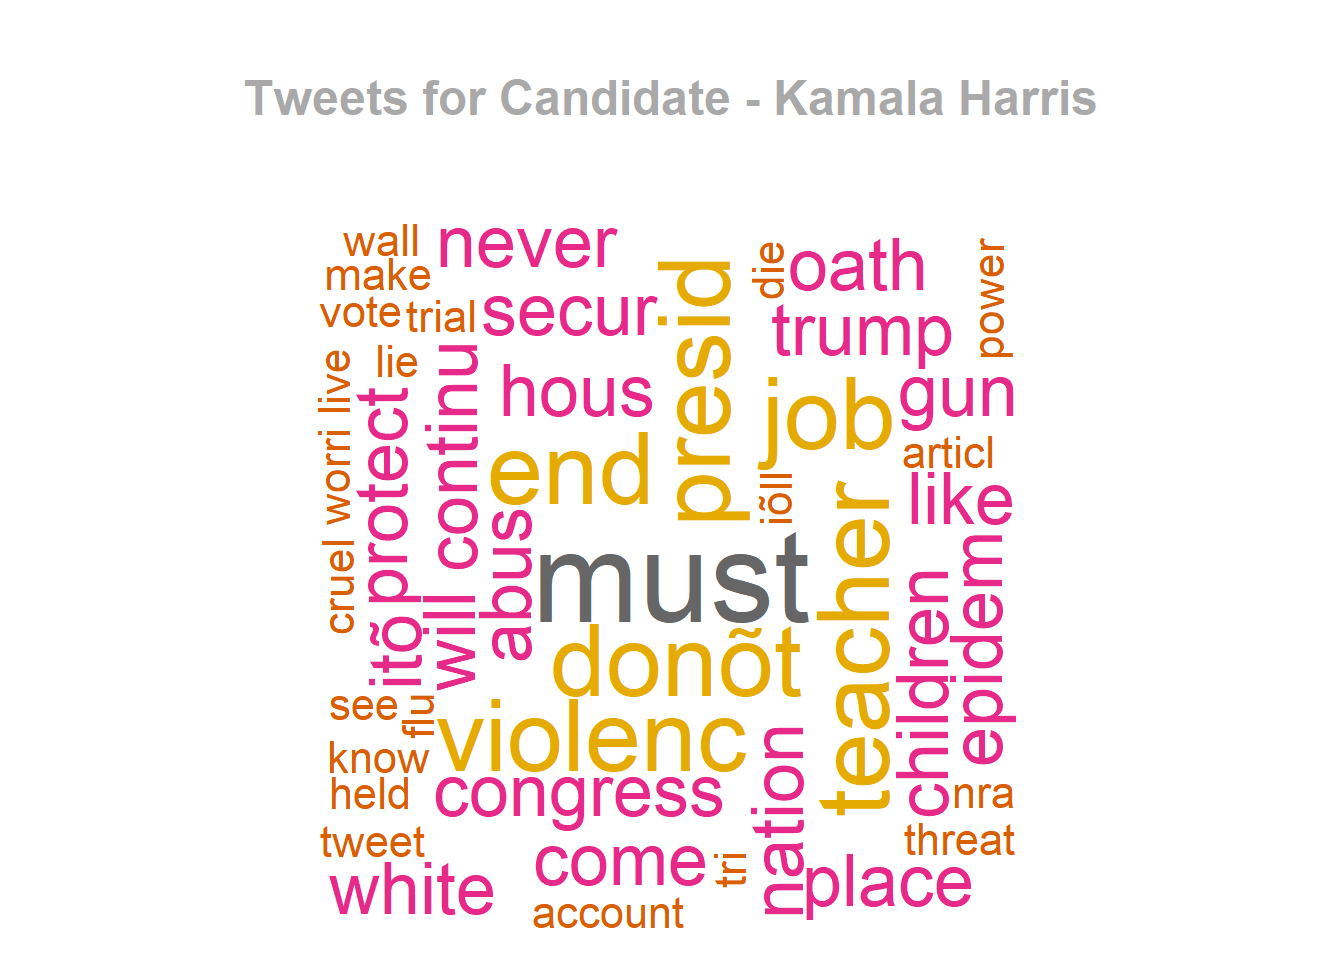 Tweets for Candidate - Kamala Harris
wall
never
make
secur
vote
trial
lie
hous
presid
die
oath
power
trump
job
gun
articl
live
worri
cruel
protect
itõ
continu
will
abus
end
iõll
like
must
teacher
donõt
children
epidem
see
flu
violenc
know
held
congress
nation
nra
tweet
white
come
tri
place
threat
account